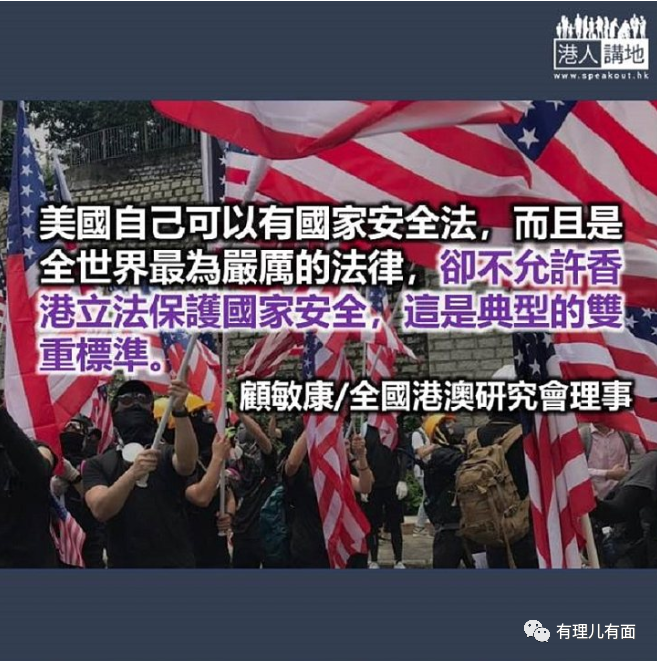 港人講地
www.speakout.hk
美國自己可以有國家安全法，而且是
全世界最為嚴厲的法律，卻不允許香
港立法保護國家安全，這是典型的雙
重標準。
顧敏康/全國港澳研究會理事
有理儿有面